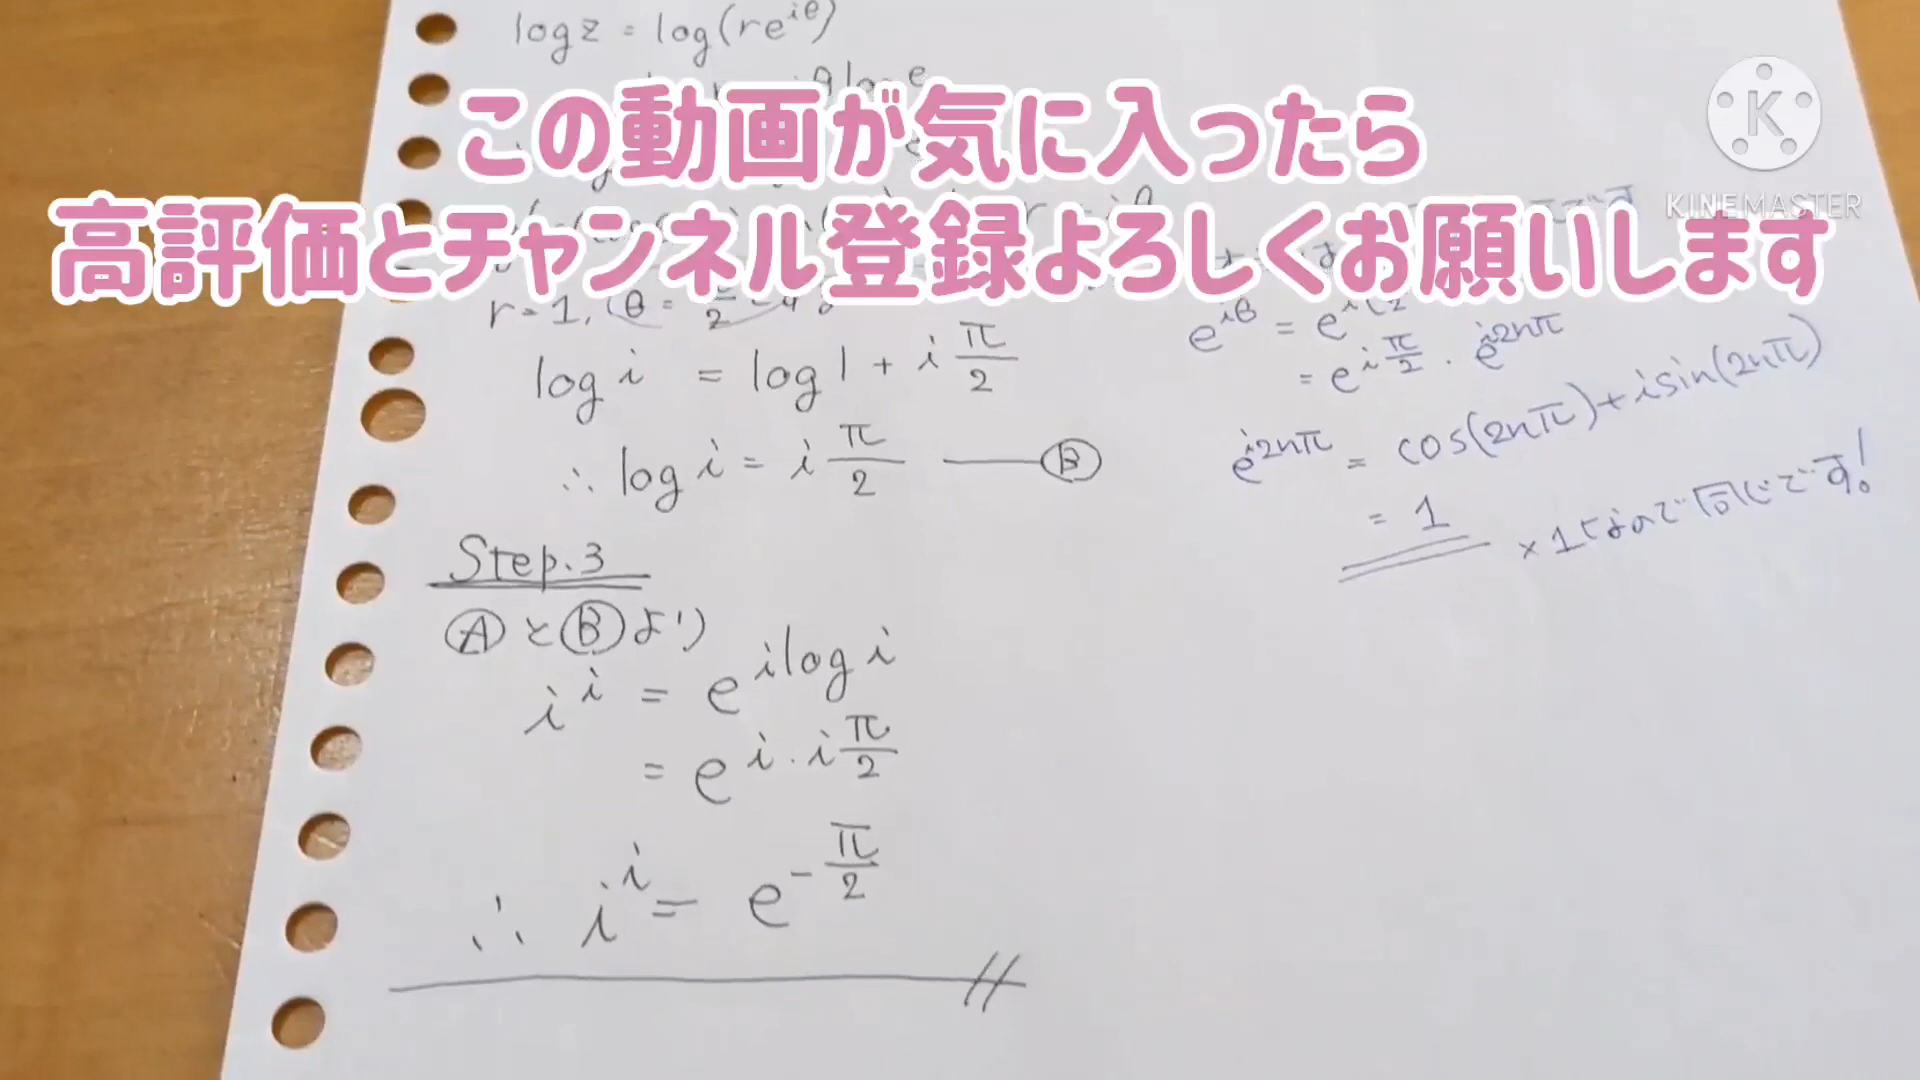 log z = log(re^{iθ})
この動画が気に入ったら
高評価とチャンネル登録よろしくお願いします
K
KINEMASTER
r = 1,
log i = log 1 + i π/2
∴ log i = i π/2 —— Ⓑ
Step.3
ⒶとⒷより
i^i = e^{i log i}
= e^{i・i π/2}
∴ i^i = e^{-π/2}
e^{iθ} =
= e^{i π/2} ・ e^{i2nπ}
e^{i2nπ} = cos(2nπ) + i sin(2nπ)
= 1
×1なので同じです!